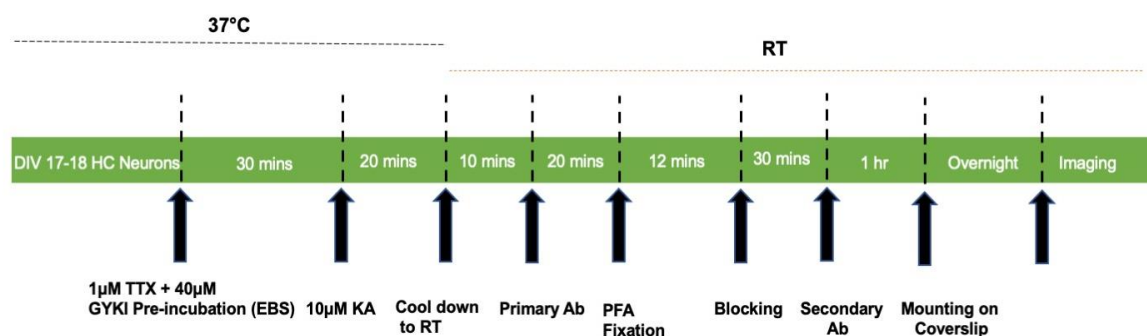 37°C
RT
DIV 17-18 HC Neurons
30 mins
20 mins
10 mins
20 mins
12 mins
30 mins
1 hr
Overnight
Imaging
1µM TTX + 40µM
GYKI Pre-incubation (EBS)
10µM KA
Cool down
to RT
Primary Ab
PFA
Fixation
Blocking
Secondary
Ab
Mounting on
Coverslip